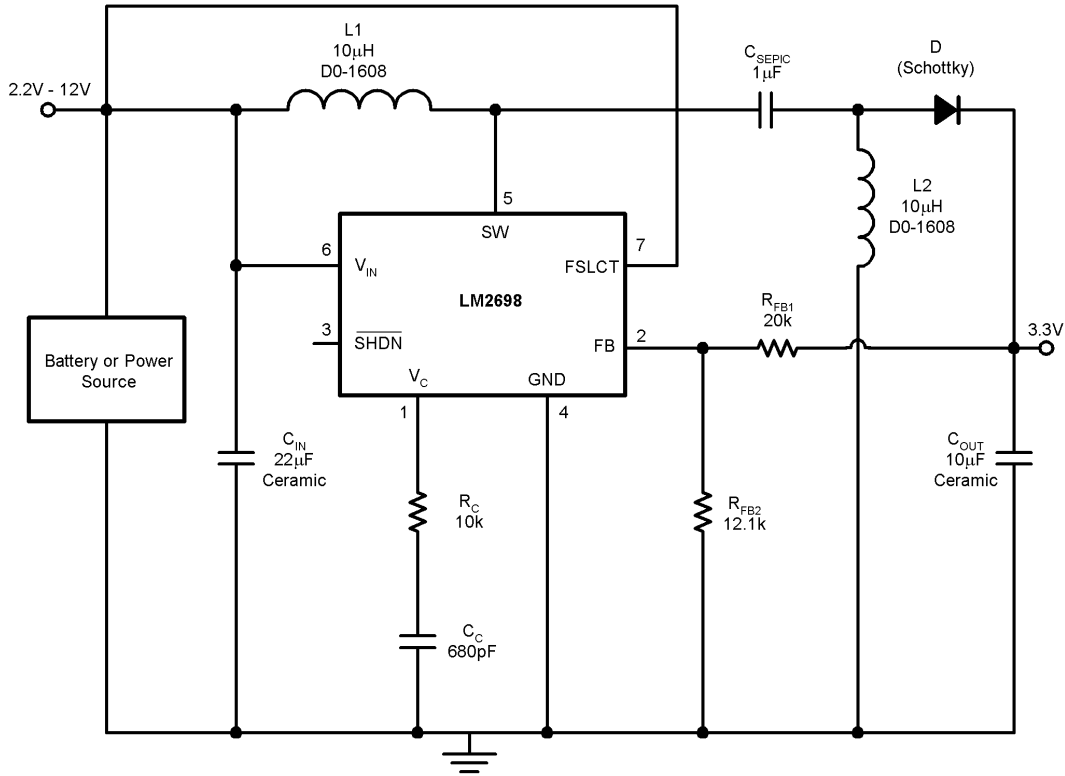 L1
10μH
D0-1608
C_SEPIC
1μF
D
(Schottky)
2.2V - 12V
5
SW
L2
10μH
D0-1608
6
V_IN
7
FSLCT
LM2698
R_FB1
20k
3
SHDN
FB
2
3.3V
Battery or Power
Source
V_C
GND
1
4
C_IN
22μF
Ceramic
C_OUT
10μF
Ceramic
R_C
10k
R_FB2
12.1k
C_C
680pF